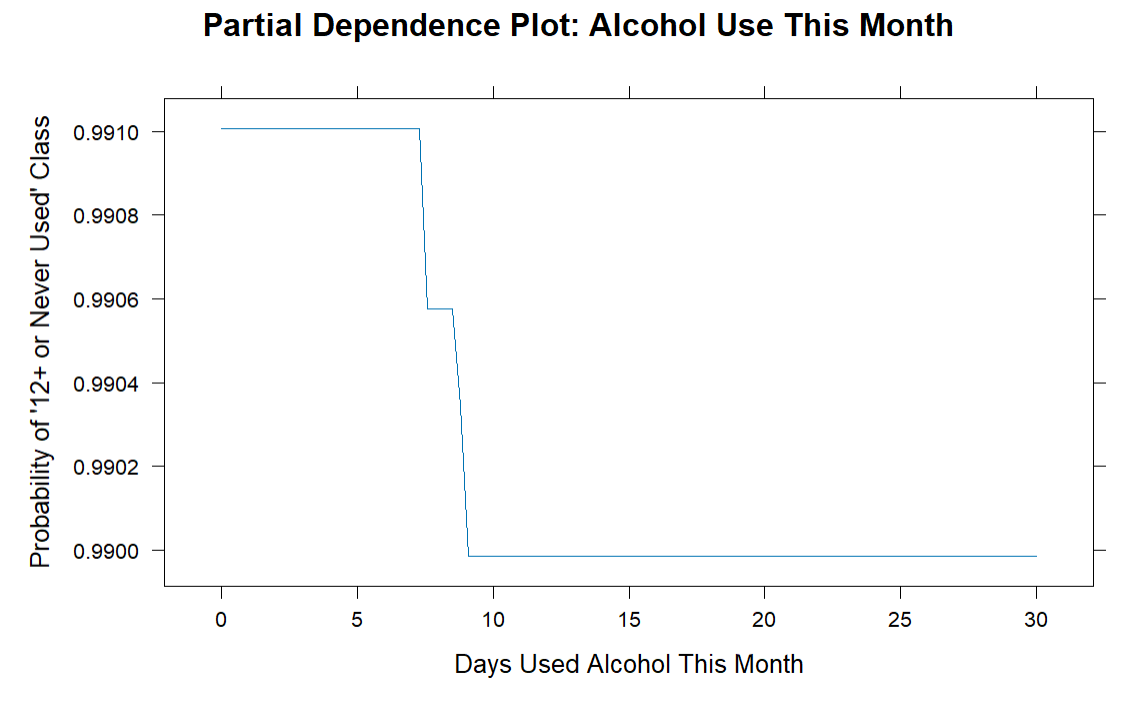 Partial Dependence Plot: Alcohol Use This Month
Probability of '12+ or Never Used' Class
0.9910
0.9908
0.9906
0.9904
0.9902
0.9900
0 5 10 15 20 25 30
Days Used Alcohol This Month